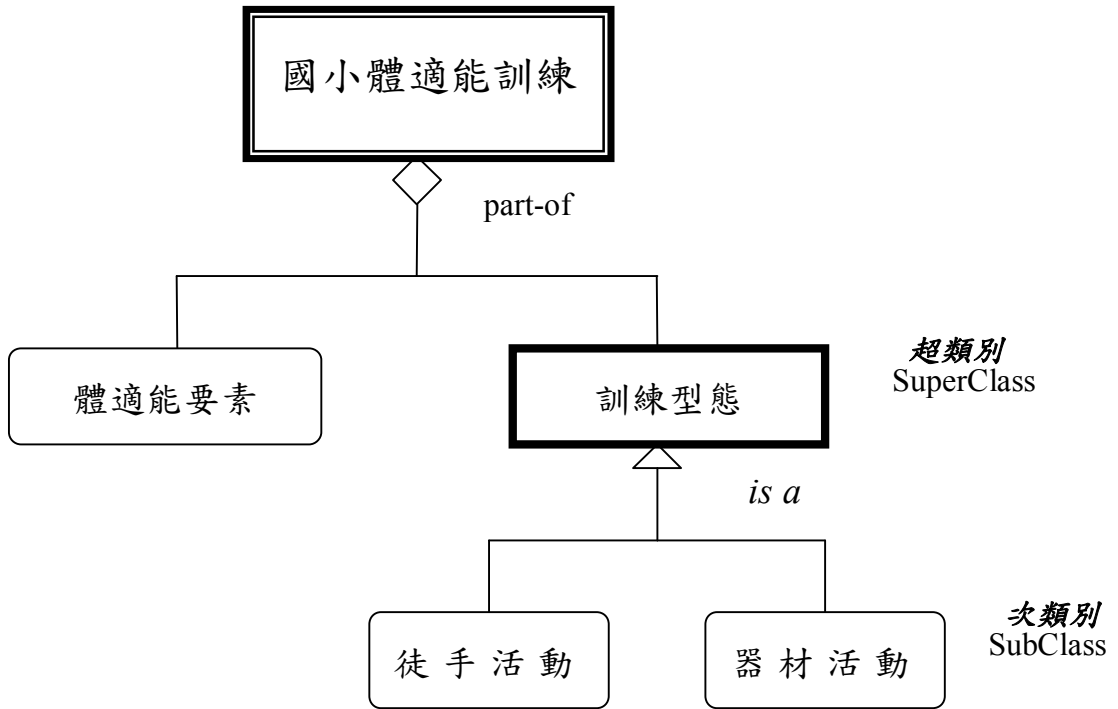 國小體適能訓練
part-of
體適能要素
訓練型態
超類別
SuperClass
is a
徒手活動
器材活動
次類別
SubClass